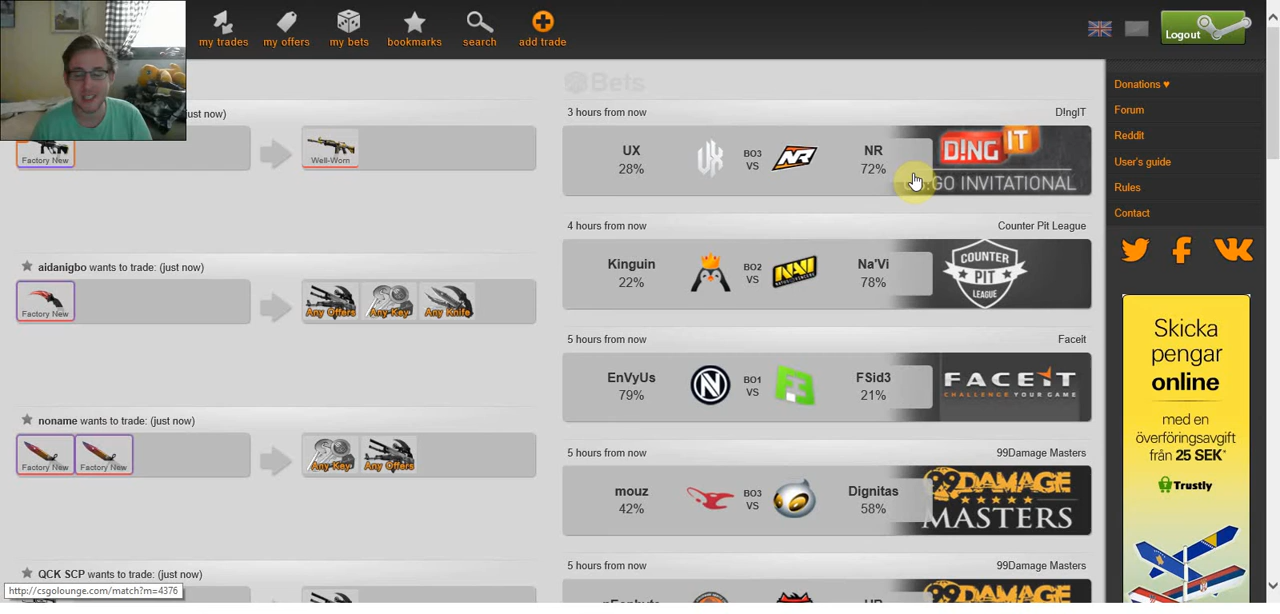 my trades
my offers
my bets
bookmarks
search
add trade
Logout
Bets
just now)
Factory New
Well-Worn
3 hours from now
D!ngIT
UX
28%
BO3
VS
NR
72%
D!NG IT
GO INVITATIONAL
aidanigbo wants to trade: (just now)
Factory New
Any Offers
Any Key
Any Knife
4 hours from now
Counter Pit League
Kinguin
22%
BO2
VS
NAVI
Na'Vi
78%
COUNTER
PIT
LEAGUE
5 hours from now
Faceit
EnVyUs
79%
BO1
VS
FSid3
21%
FACEIT
CHALLENGE YOUR GAME
noname wants to trade: (just now)
Factory New
Factory New
Any Key
Any Offers
5 hours from now
99Damage Masters
mouz
42%
BO3
VS
Dignitas
58%
99DAMAGE
MASTERS
QCK SCP wants to trade: (just now)
5 hours from now
99Damage Masters
http://csgolounge.com/match?m=4376
Donations ♥
Forum
Reddit
User's guide
Rules
Contact
Skicka
pengar
online
med en
överföringsavgift
från 25 SEK*
Trustly